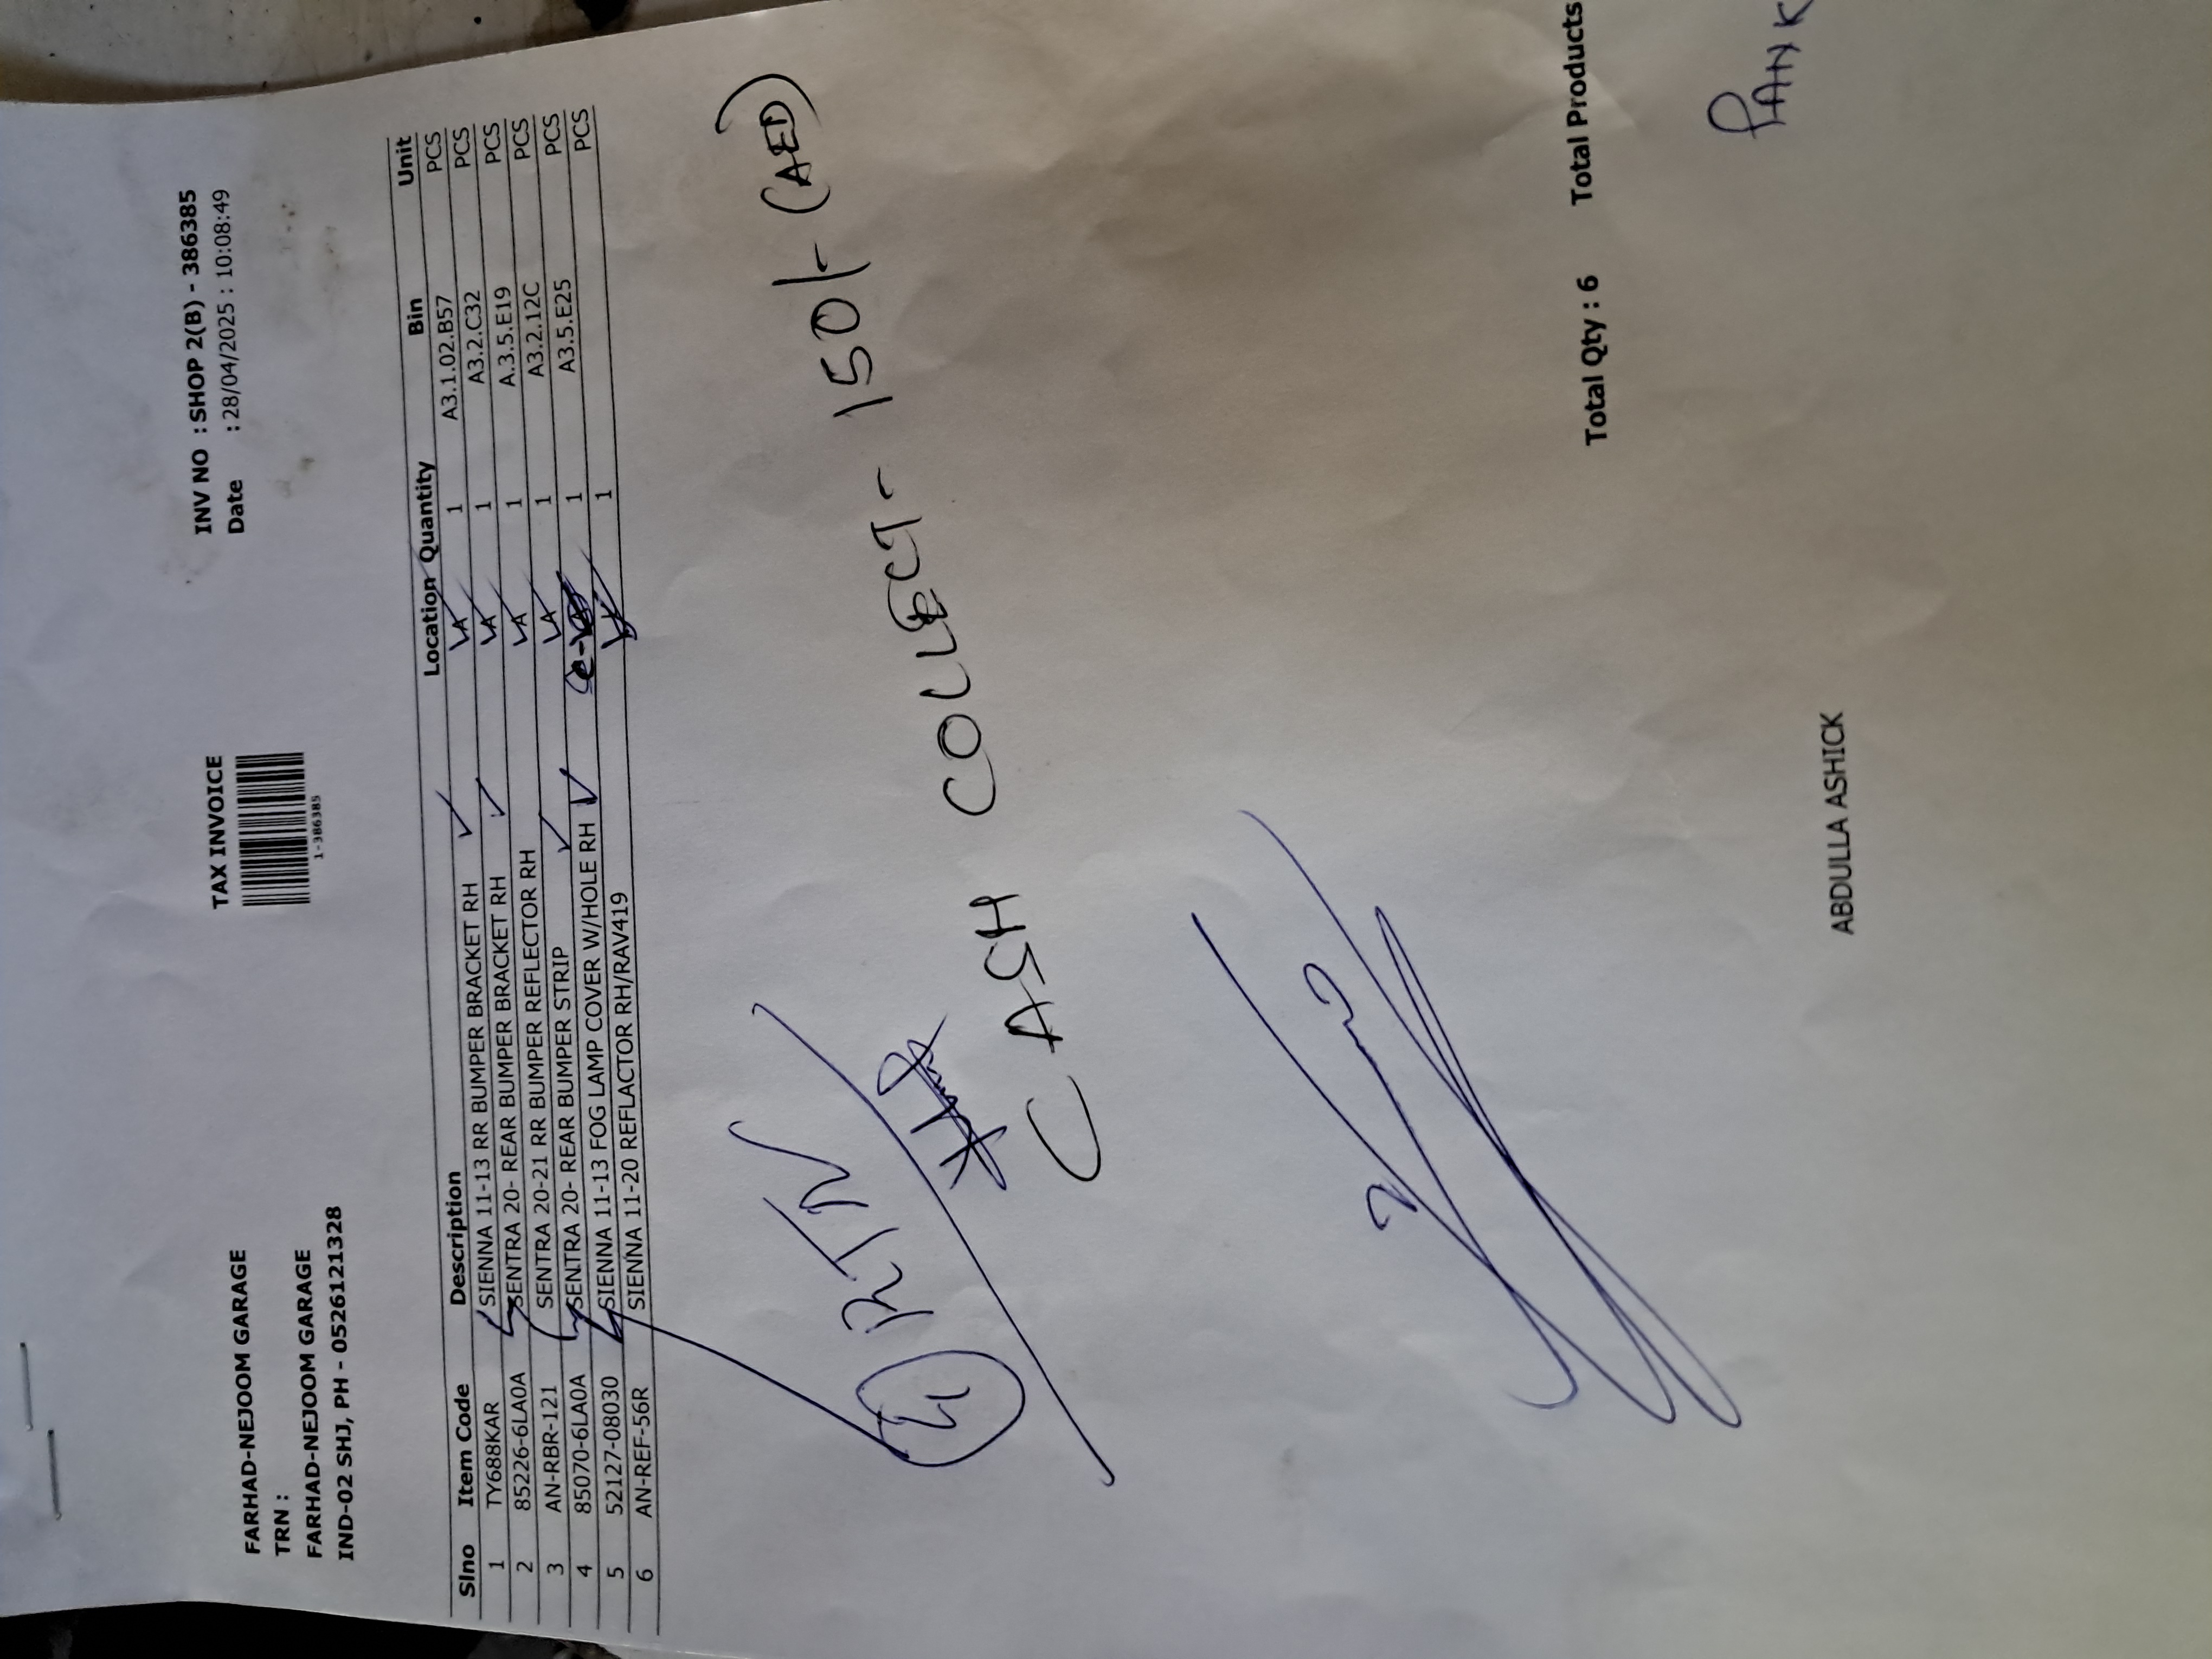 TAX INVOICE
1-386385
FARHAD-NEJOOM GARAGE
TRN :
FARHAD-NEJOOM GARAGE
IND-02 SHJ, PH - 0526121328
INV NO : SHOP 2(B) - 386385
Date : 28/04/2025 : 10:08:49
Slno Item Code Description Location Quantity Bin Unit
1 TY688KAR SIENNA 11-13 RR BUMPER BRACKET RH A 1 A3.1.02.B57 PCS
2 85226-6LA0A SENTRA 20- REAR BUMPER BRACKET RH A 1 A3.2.C32 PCS
3 AN-RBR-121 SENTRA 20-21 RR BUMPER REFLECTOR RH A 1 A.3.5.E19 PCS
4 85070-6LA0A SENTRA 20- REAR BUMPER STRIP A 1 A3.2.12C PCS
5 52127-08030 SIENNA 11-13 FOG LAMP COVER W/HOLE RH 1 A3.5.E25 PCS
6 AN-REF-56R SIENNA 11-20 REFLACTOR RH/RAV419 1 PCS
RTN
CASH COLLECT- 150/- (AED)
Total Qty : 6 Total Products
ABDULLA ASHICK